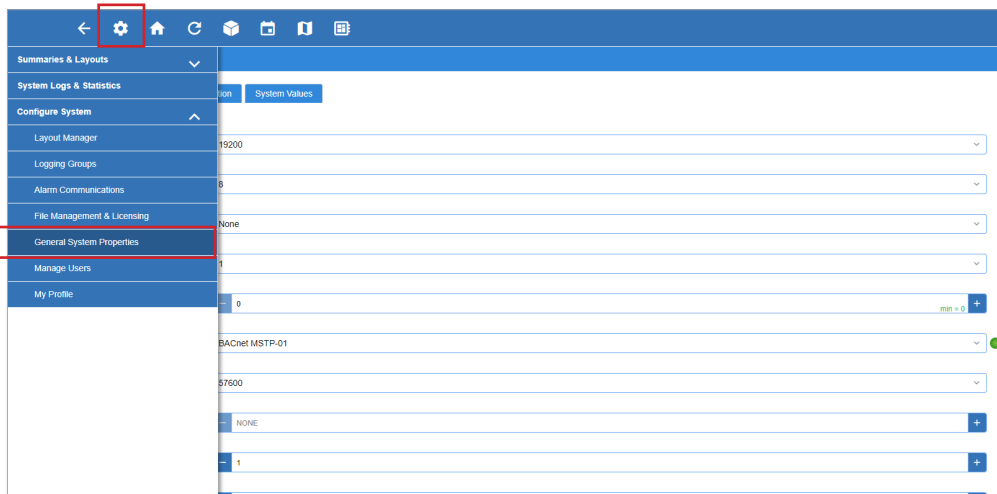 Summaries & Layouts
System Logs & Statistics
Configure System
Layout Manager
Logging Groups
Alarm Communications
File Management & Licensing
General System Properties
Manage Users
My Profile
tion
System Values
19200
8
None
1
0
min = 0
BACnet MSTP-01
57600
NONE
1